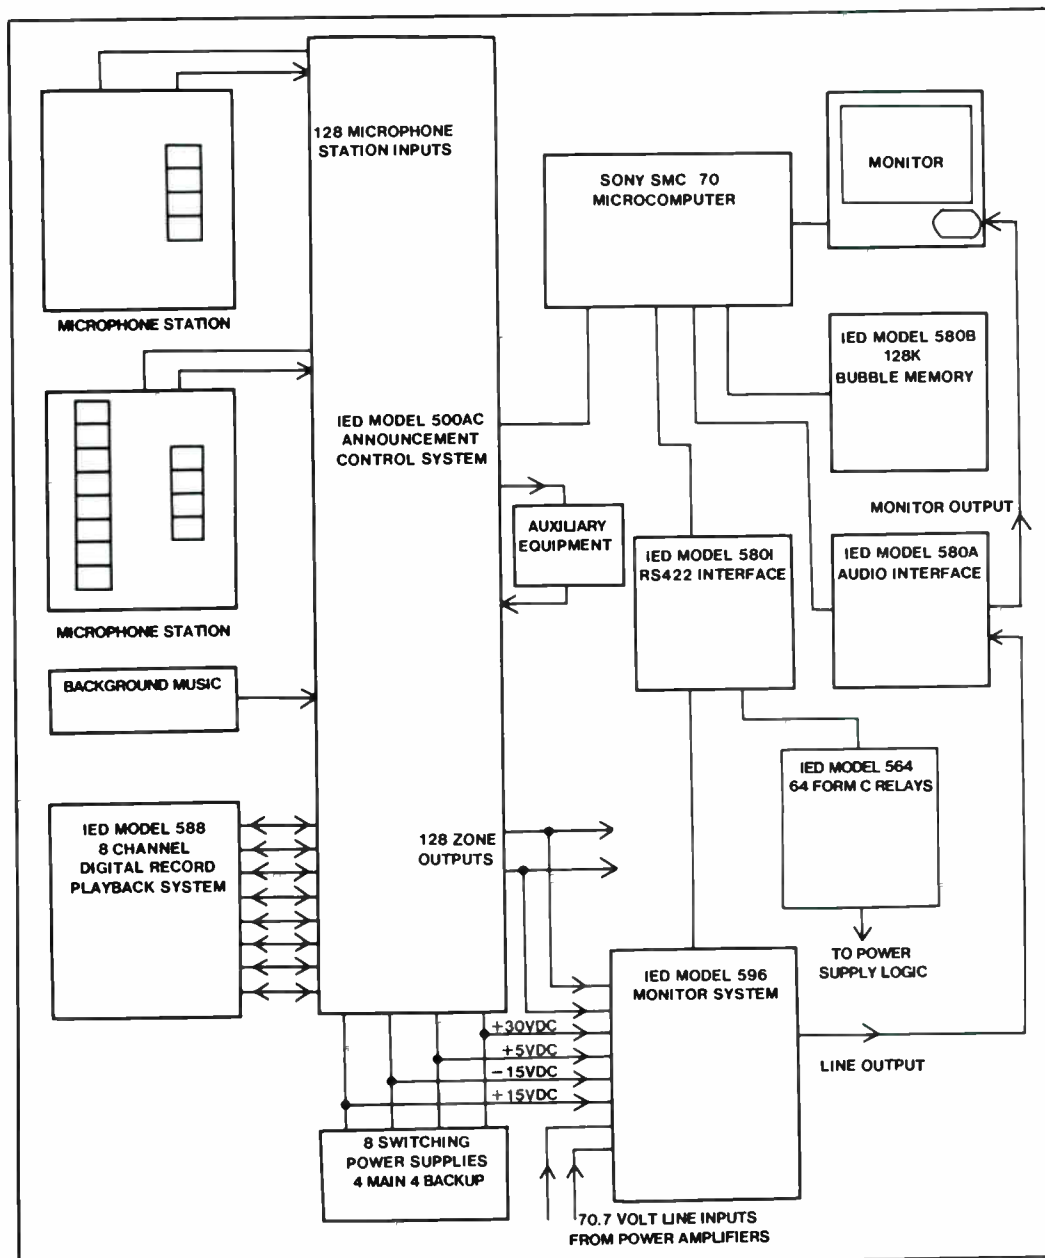 128 MICROPHONE
STATION INPUTS
MICROPHONE STATION
SONY SMC 70
MICROCOMPUTER
MONITOR
IED MODEL 580B
128K
BUBBLE MEMORY
IED MODEL 500AC
ANNOUNCEMENT
CONTROL SYSTEM
MICROPHONE STATION
AUXILIARY
EQUIPMENT
MONITOR OUTPUT
IED MODEL 580I
RS422 INTERFACE
IED MODEL 580A
AUDIO INTERFACE
BACKGROUND MUSIC
IED MODEL 564
64 FORM C RELAYS
IED MODEL 588
8 CHANNEL
DIGITAL RECORD
PLAYBACK SYSTEM
128 ZONE
OUTPUTS
TO POWER
SUPPLY LOGIC
IED MODEL 596
MONITOR SYSTEM
+30VDC
+5VDC
-15VDC
+15VDC
LINE OUTPUT
8 SWITCHING
POWER SUPPLIES
4 MAIN 4 BACKUP
70.7 VOLT LINE INPUTS
FROM POWER AMPLIFIERS